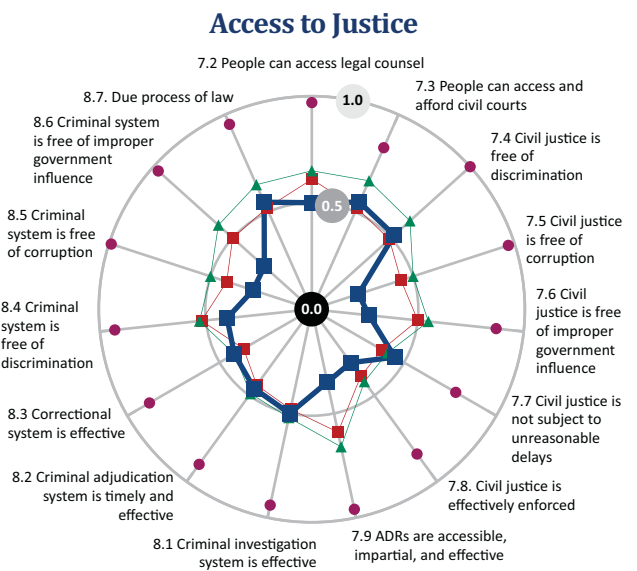 Access to Justice
7.2 People can access legal counsel
1.0
7.3 People can access and
afford civil courts
7.4 Civil justice is
free of
discrimination
7.5 Civil justice
is free of
corruption
7.6 Civil
justice is free
of improper
government
influence
7.7 Civil justice is
not subject to
unreasonable
delays
7.8. Civil justice is
effectively enforced
7.9 ADRs are accessible,
impartial, and effective
8.1 Criminal investigation
system is effective
8.2 Criminal adjudication
system is timely and
effective
8.3 Correctional
system is effective
8.4 Criminal
system is
free of
discrimination
8.5 Criminal
system is free
of corruption
8.6 Criminal system
is free of improper
government
influence
8.7. Due process of law
0.5
0.0